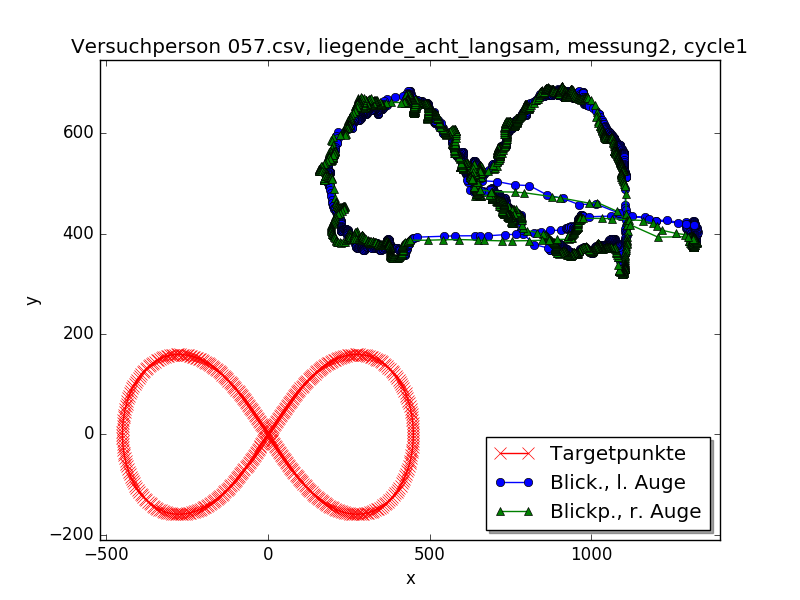 Versuchperson 057.csv, liegende_acht_langsam, messung2, cycle1
600
400
200
0
−200
y
−500
0
500
1000
x
Targetpunkte
Blick., l. Auge
Blickp., r. Auge